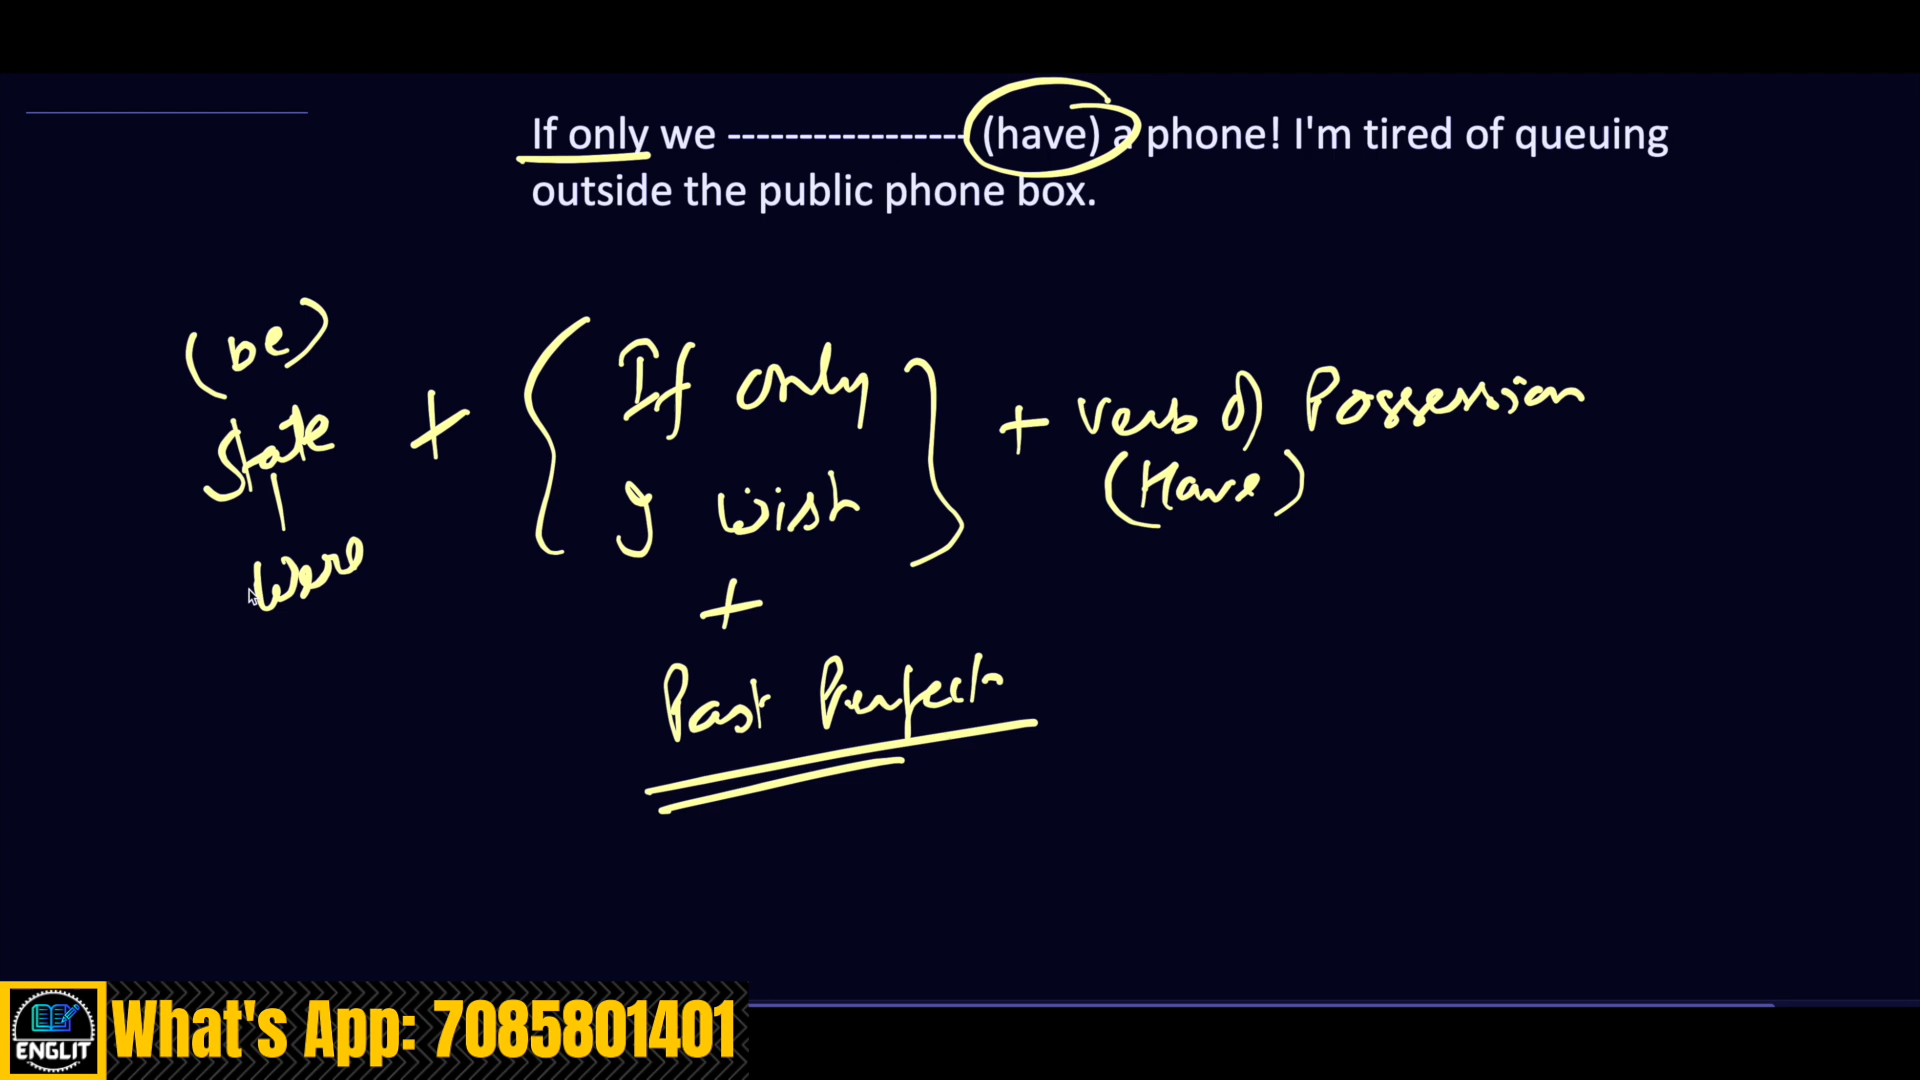 If only we ----------------- (have) a phone! I'm tired of queuing
outside the public phone box.
(be)
State + { If only } + verb of Possession
I wish (Have)
were
+
Past Perfect
ENGLIT
What's App: 7085801401